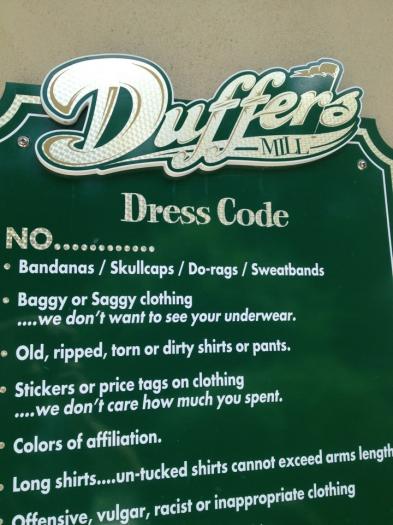 Duffers
MILL
Dress Code
NO.............
• Bandanas / Skullcaps / Do-rags / Sweatbands
• Baggy or Saggy clothing
....we don't want to see your underwear.
• Old, ripped, torn or dirty shirts or pants.
• Stickers or price tags on clothing
....we don't care how much you spent.
• Colors of affiliation.
• Long shirts....un-tucked shirts cannot exceed arms length
• Offensive, vulgar, racist or inappropriate clothing